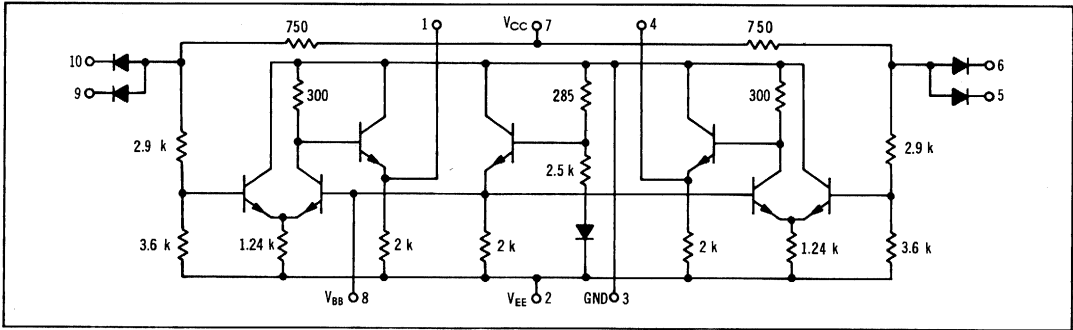 750 1 VCC 7 4 750
10 6
9 5
300 285 300
2.9 k 2.5 k 2.9 k
3.6 k 1.24 k 2 k 2 k 2 k 1.24 k 3.6 k
VBB 8 VEE 2 GND 3